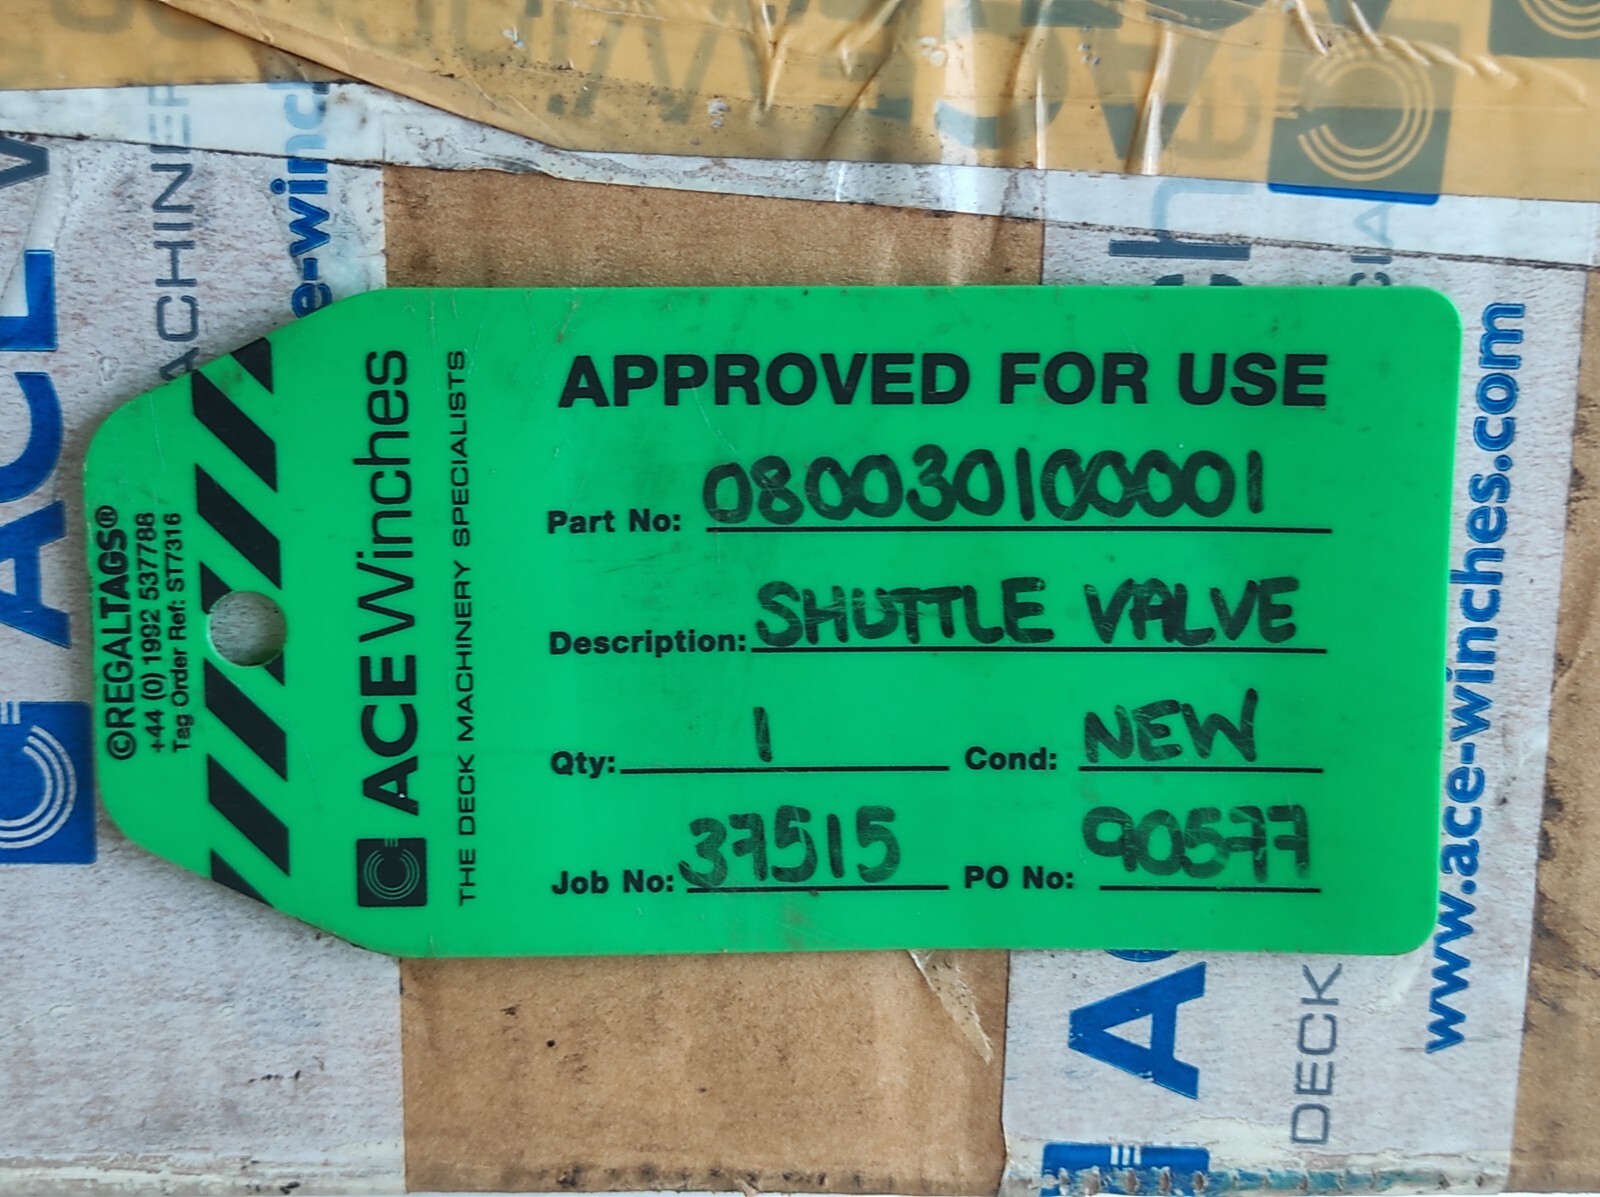 ©REGALTAGS®
+44 (0) 1992 537788
Tag Order Ref: ST7316
ACE Winches
THE DECK MACHINERY SPECIALISTS
APPROVED FOR USE
Part No: 080030100001
Description: SHUTTLE VALVE
Qty: 1 Cond: NEW
Job No: 37515 PO No: 90577
www.ace-winches.com
DECK
ACE